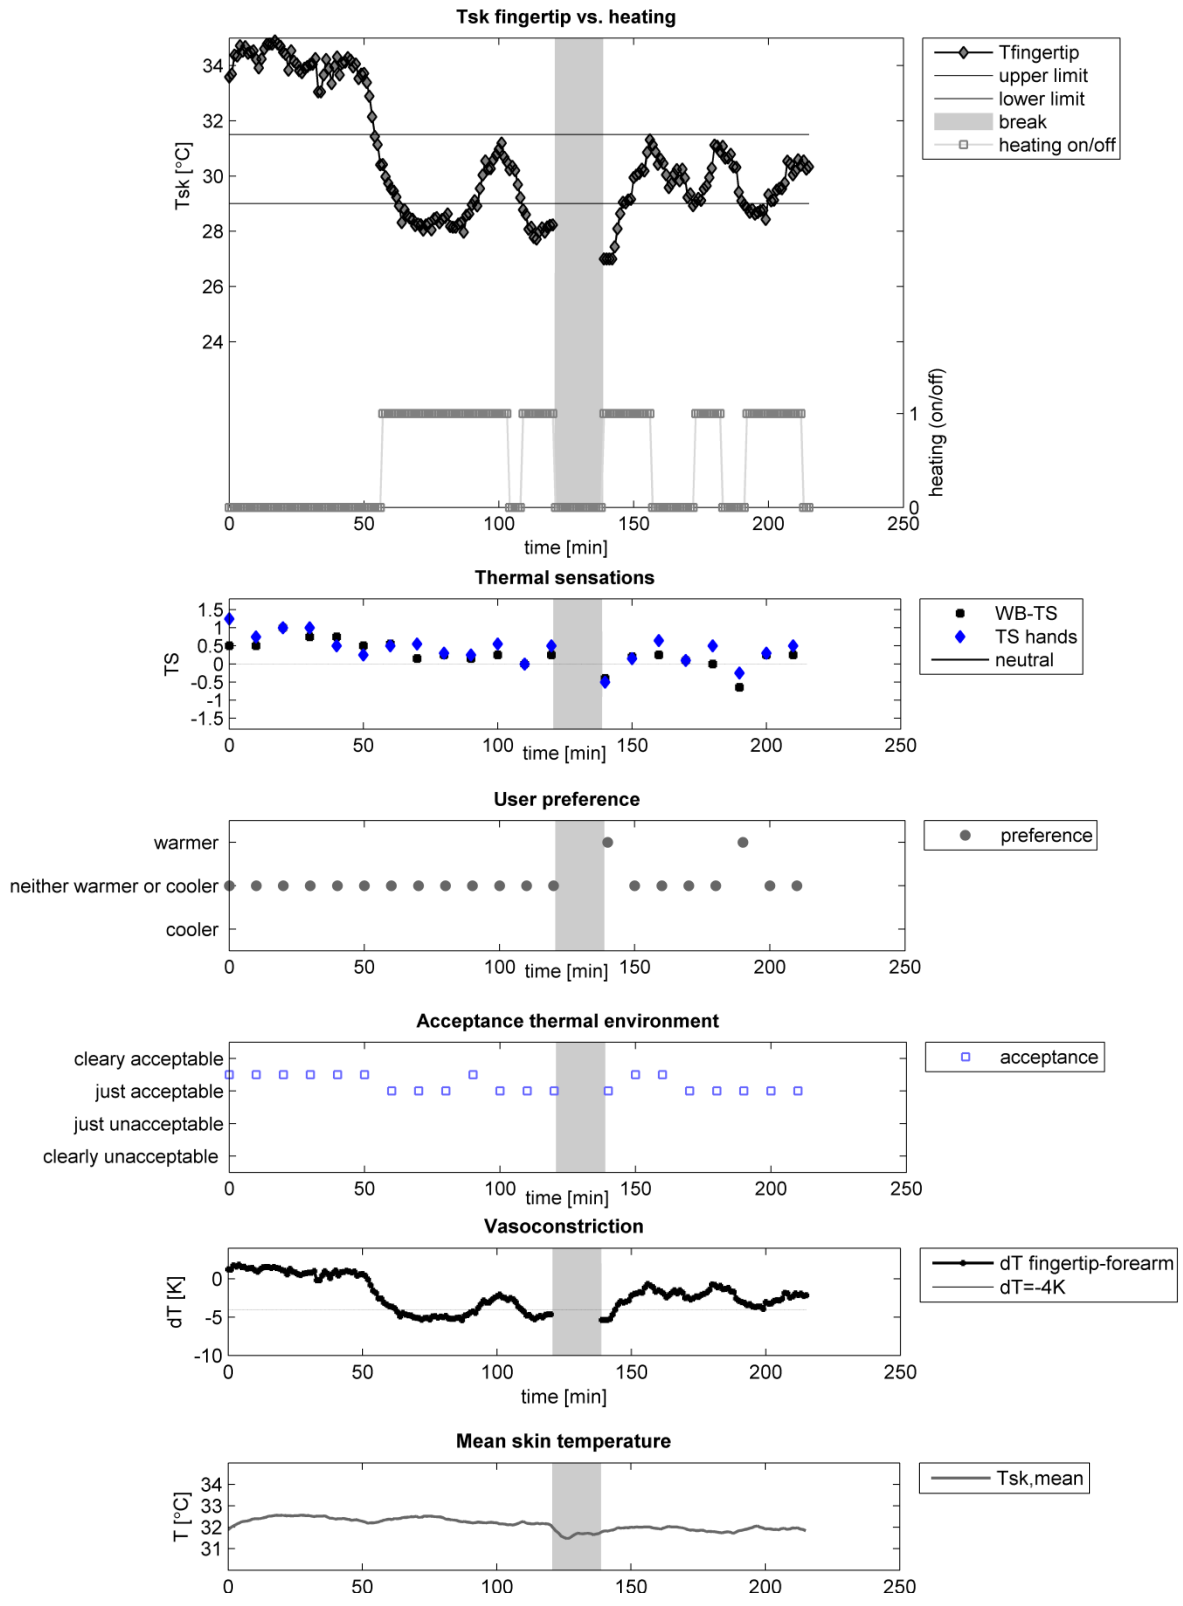 Tsk fingertip vs. heating
34
32
30
28
26
24
Tsk [°C]
1
0
heating (on/off)
0 50 100 150 200 250
time [min]
Tfingertip
upper limit
lower limit
break
heating on/off
Thermal sensations
1.5
1
0.5
0
-0.5
-1
-1.5
TS
0 50 100 150 200 250
time [min]
WB-TS
TS hands
neutral
User preference
warmer
neither warmer or cooler
cooler
0 50 100 150 200 250
time [min]
preference
Acceptance thermal environment
cleary acceptable
just acceptable
just unacceptable
clearly unacceptable
0 50 100 150 200 250
time [min]
acceptance
Vasoconstriction
0
-5
-10
dT [K]
0 50 100 150 200 250
time [min]
dT fingertip-forearm
dT=-4K
Mean skin temperature
34
33
32
31
T [°C]
0 50 100 150 200 250
time [min]
Tsk,mean